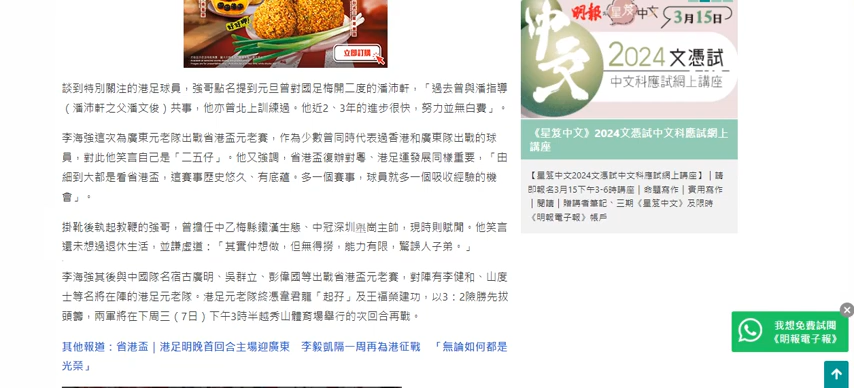 立即訂購
談到特別關注的港足球員，強哥點名提到元旦曾對國足梅開二度的潘沛軒，「過去曾與潘指導
（潘沛軒之父潘文俊）共事，他亦曾北上訓練過。他近2、3年的進步很快，努力並無白費」。
李海強這次為廣東元老隊出戰省港盃元老賽，作為少數曾同時代表過香港和廣東隊出戰的球
員，對此他笑言自己是「二五仔」。他又強調，省港盃復辦對粵、港足運發展同樣重要，「由
細到大都是看省港盃，這賽事歷史悠久、有底蘊。多一個賽事，球員就多一個吸收經驗的機
會」。
掛靴後執起教鞭的強哥，曾擔任中乙梅縣鐵漢生態、中冠深圳壆崗主帥，現時則賦閒。他笑言
還未想過退休生活，並謙虛道：「其實仲想做，但無得撈，能力有限，驚誤人子弟。」
李海強其後與中國隊名宿古廣明、吳群立、彭偉國等出戰省港盃元老賽，對陣有李健和、山度
士等名將在陣的港足元老隊。港足元老隊終憑韋君龍「起孖」及王福榮建功，以3：2險勝先拔
頭籌，兩軍將在下周三（7日）下午3時半越秀山體育場舉行的次回合再戰。
其他報道：省港盃｜港足明晚首回合主場迎廣東　李毅凱隔一周再為港征戰　「無論如何都是
光榮」
明報
星笈中文
3月15日
中文
2024文憑試
中文科應試網上講座
《星笈中文》2024文憑試中文科應試網上
講座
【星笈中文2024文憑試中文科應試網上講座】｜請
即報名3月15下午3-6時講座｜命題寫作｜實用寫作
｜閱讀｜贈講者筆記、三期《星笈中文》及限時
《明報電子報》帳戶
我想免費試閱
《明報電子報》